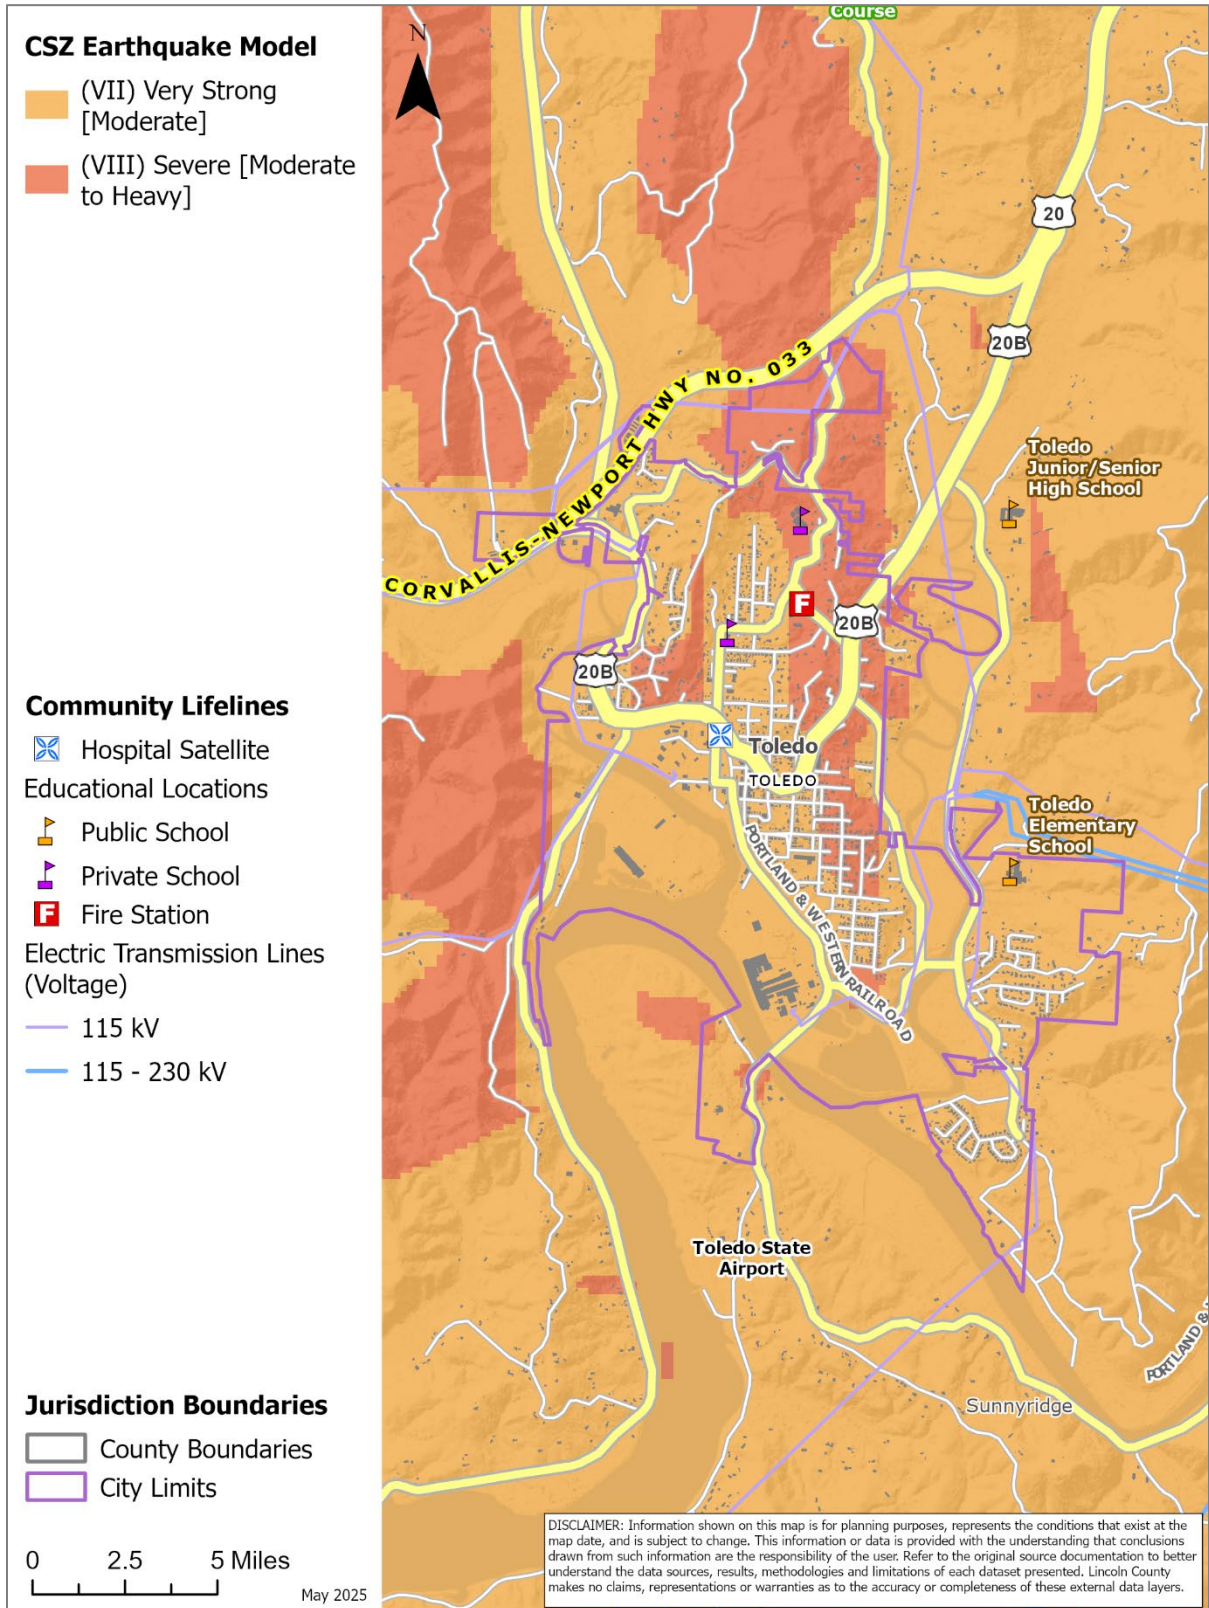 CSZ Earthquake Model
(VII) Very Strong
[Moderate]
(VIII) Severe [Moderate
to Heavy]
Community Lifelines
Hospital Satellite
Educational Locations
Public School
Private School
F Fire Station
Electric Transmission Lines
(Voltage)
115 kV
115 - 230 kV
Jurisdiction Boundaries
County Boundaries
City Limits
0 2.5 5 Miles
May 2025
N
Course
20
20B
CORVALLIS-NEWPORT HWY NO. 033
Toledo
Junior/Senior
High School
F
20B
20B
Toledo
TOLEDO
Toledo
Elementary
School
PORTLAND & WESTERN RAILROAD
Toledo State
Airport
PORTLAND &
Sunnyridge
DISCLAIMER: Information shown on this map is for planning purposes, represents the conditions that exist at the
map date, and is subject to change. This information or data is provided with the understanding that conclusions
drawn from such information are the responsibility of the user. Refer to the original source documentation to better
understand the data sources, results, methodologies and limitations of each dataset presented. Lincoln County
makes no claims, representations or warranties as to the accuracy or completeness of these external data layers.